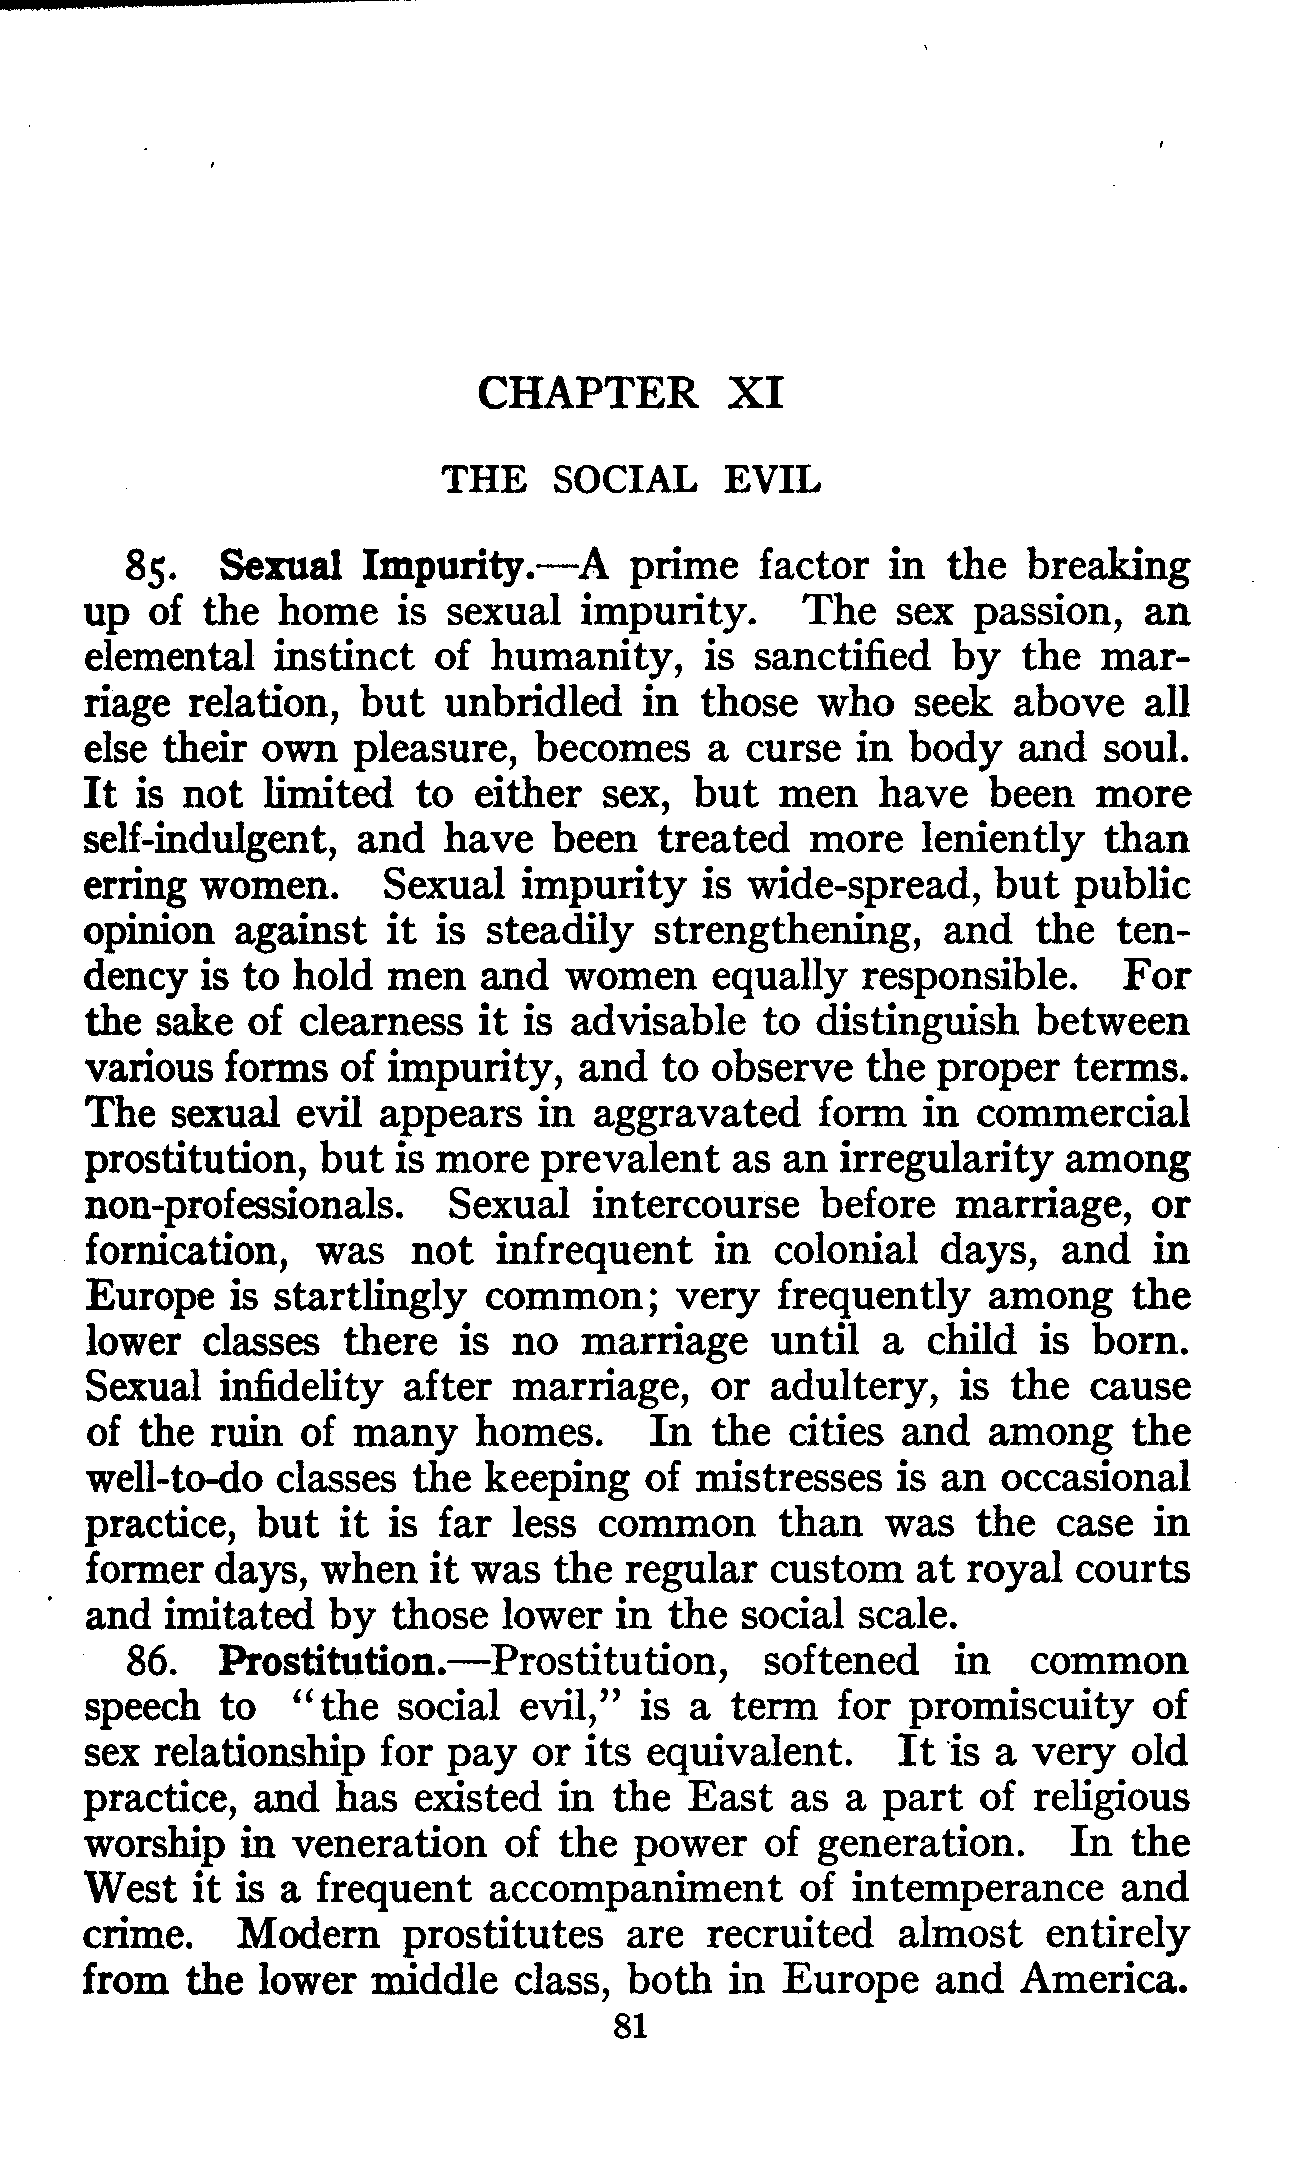 CHAPTER XI
THE SOCIAL EVIL
85. Sexual Impurity.—A prime factor in the breaking
up of the home is sexual impurity. The sex passion, an
elemental instinct of humanity, is sanctified by the mar-
riage relation, but unbridled in those who seek above all
else their own pleasure, becomes a curse in body and soul.
It is not limited to either sex, but men have been more
self-indulgent, and have been treated more leniently than
erring women. Sexual impurity is wide-spread, but public
opinion against it is steadily strengthening, and the ten-
dency is to hold men and women equally responsible. For
the sake of clearness it is advisable to distinguish between
various forms of impurity, and to observe the proper terms.
The sexual evil appears in aggravated form in commercial
prostitution, but is more prevalent as an irregularity among
non-professionals. Sexual intercourse before marriage, or
fornication, was not infrequent in colonial days, and in
Europe is startlingly common; very frequently among the
lower classes there is no marriage until a child is born.
Sexual infidelity after marriage, or adultery, is the cause
of the ruin of many homes. In the cities and among the
well-to-do classes the keeping of mistresses is an occasional
practice, but it is far less common than was the case in
former days, when it was the regular custom at royal courts
and imitated by those lower in the social scale.
86. Prostitution.—Prostitution, softened in common
speech to “the social evil,” is a term for promiscuity of
sex relationship for pay or its equivalent. It is a very old
practice, and has existed in the East as a part of religious
worship in veneration of the power of generation. In the
West it is a frequent accompaniment of intemperance and
crime. Modern prostitutes are recruited almost entirely
from the lower middle class, both in Europe and America.
81